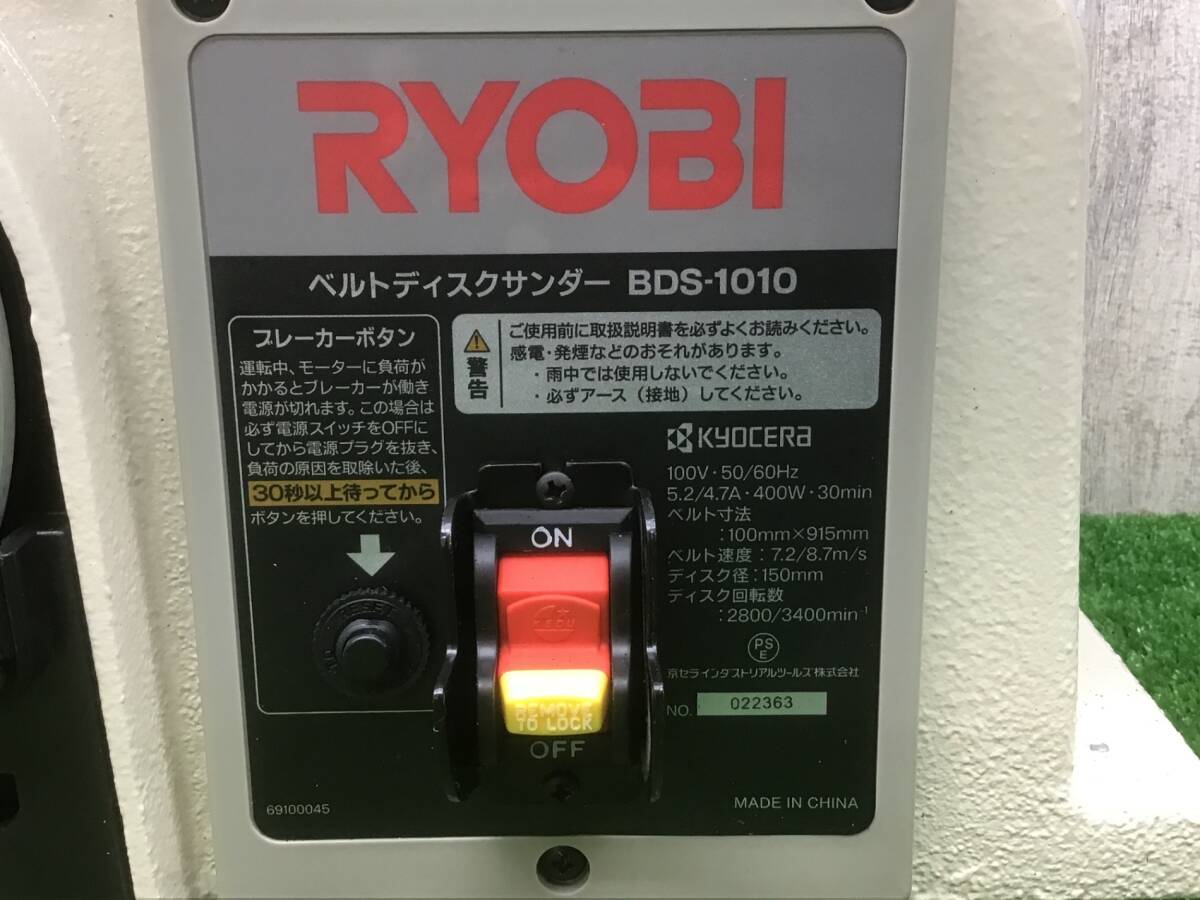 RYOBI
ベルトディスクサンダー BDS-1010
ブレーカーボタン
運転中、モーターに負荷が
かかるとブレーカーが働き
電源が切れます。この場合は
必ず電源スイッチをOFFに
してから電源プラグを抜き、
負荷の原因を取除いた後、
30秒以上待ってから
ボタンを押してください。
警告
ご使用前に取扱説明書を必ずよくお読みください。
感電・発煙などのおそれがあります。
・雨中では使用しないでください。
・必ずアース（接地）してください。
KYOCERA
100V・50/60Hz
5.2/4.7A・400W・30min
ベルト寸法
:100mm×915mm
ベルト速度：7.2/8.7m/s
ディスク径：150mm
ディスク回転数
:2800/3400min⁻¹
PS
E
京セラインダストリアルツールズ株式会社
NO. 022363
ON
KEDU
REMOVE
TO LOCK
OFF
69100045
MADE IN CHINA